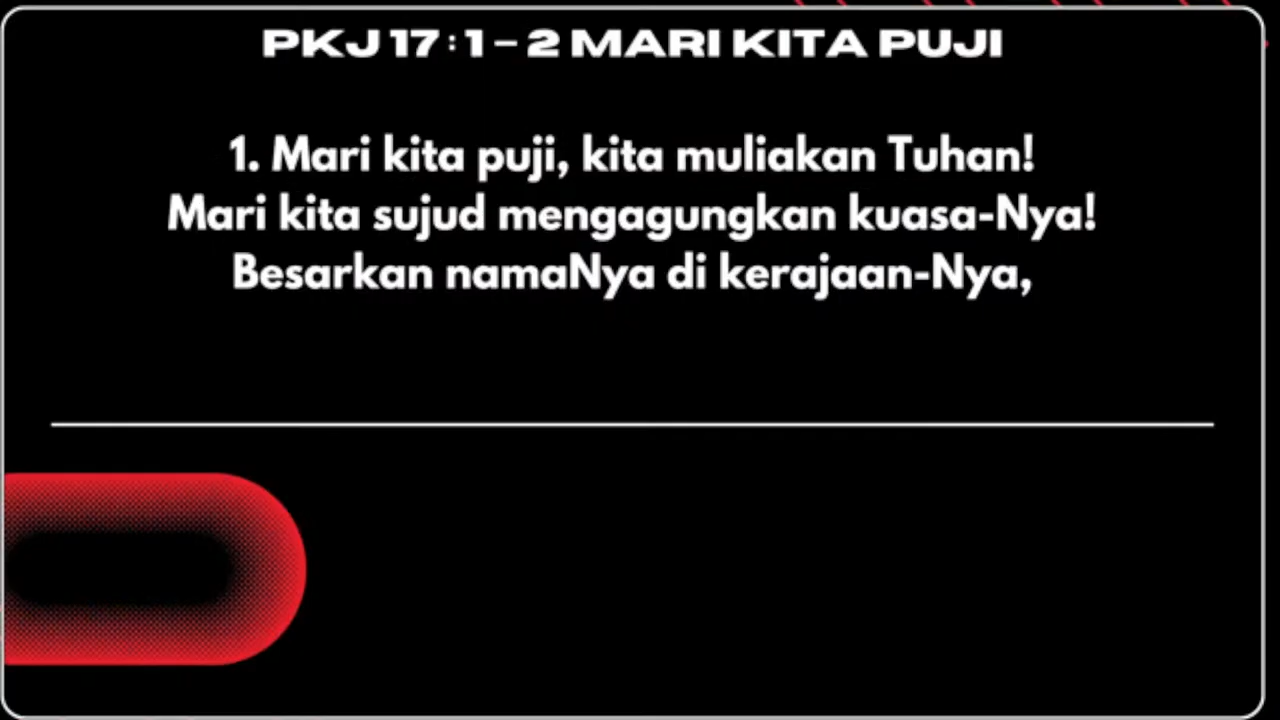 PKJ 17 : 1 – 2 MARI KITA PUJI
1. Mari kita puji, kita muliakan Tuhan!
Mari kita sujud mengagungkan kuasa-Nya!
Besarkan namaNya di kerajaan-Nya,